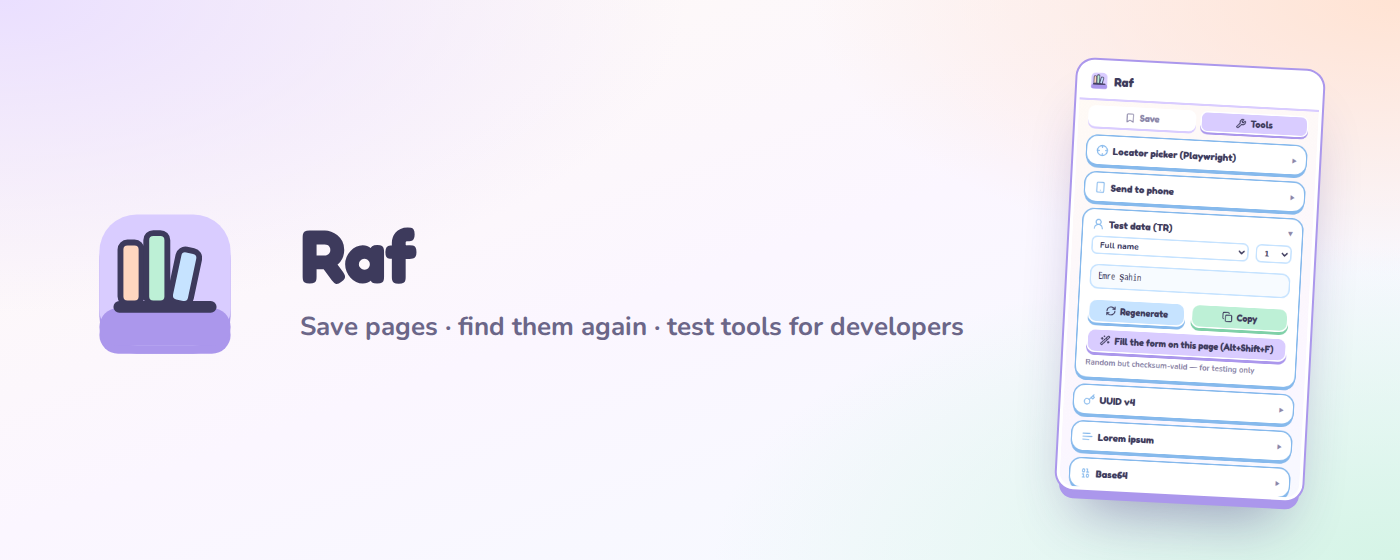 Raf
Save pages · find them again · test tools for developers
Raf
Save
Tools
Locator picker (Playwright)
Send to phone
Test data (TR)
Full name
1
Emre Şahin
Regenerate
Copy
Fill the form on this page (Alt+Shift+F)
Random but checksum-valid — for testing only
UUID v4
Lorem ipsum
Base64